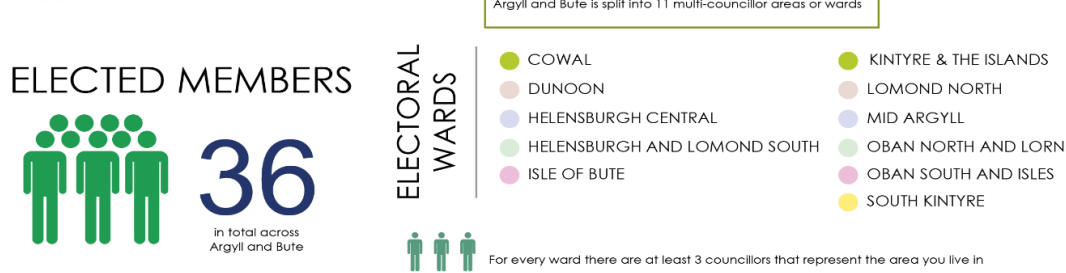 Argyll and Bute is split into 11 multi-councillor areas or wards
ELECTED MEMBERS
36
in total across
Argyll and Bute
ELECTORAL
WARDS
COWAL
DUNOON
HELENSBURGH CENTRAL
HELENSBURGH AND LOMOND SOUTH
ISLE OF BUTE
KINTYRE & THE ISLANDS
LOMOND NORTH
MID ARGYLL
OBAN NORTH AND LORN
OBAN SOUTH AND ISLES
SOUTH KINTYRE
For every ward there are at least 3 councillors that represent the area you live in